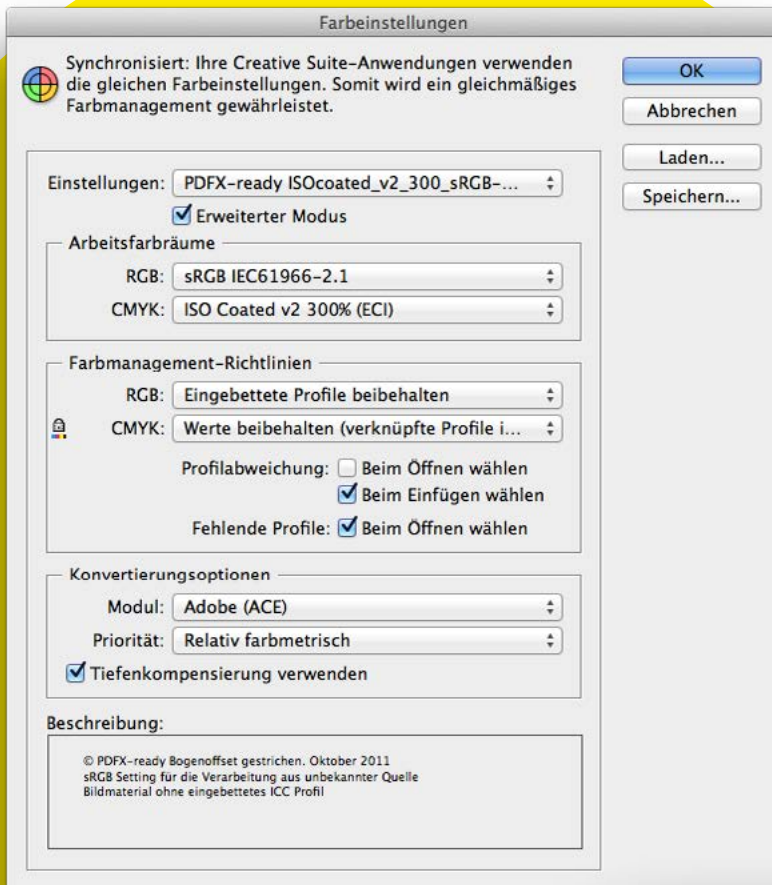 Farbeinstellungen
Synchronisiert: Ihre Creative Suite-Anwendungen verwenden
die gleichen Farbeinstellungen. Somit wird ein gleichmäßiges
Farbmanagement gewährleistet.
OK
Abbrechen
Laden...
Speichern...
Einstellungen: PDFX-ready ISOcoated_v2_300_sRGB-...
Erweiterter Modus
Arbeitsfarbräume
RGB: sRGB IEC61966-2.1
CMYK: ISO Coated v2 300% (ECI)
Farbmanagement-Richtlinien
RGB: Eingebettete Profile beibehalten
CMYK: Werte beibehalten (verknüpfte Profile i...
Profilabweichung: Beim Öffnen wählen
Beim Einfügen wählen
Fehlende Profile: Beim Öffnen wählen
Konvertierungsoptionen
Modul: Adobe (ACE)
Priorität: Relativ farbmetrisch
Tiefenkompensierung verwenden
Beschreibung:
© PDFX-ready Bogenoffset gestrichen. Oktober 2011
sRGB Setting für die Verarbeitung aus unbekannter Quelle
Bildmaterial ohne eingebettetes ICC Profil